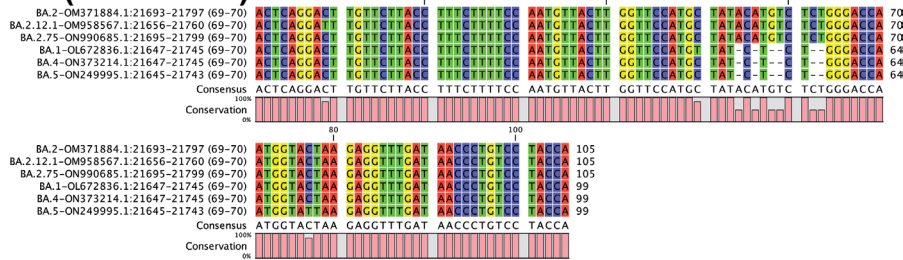 80
100
BA.2-OM371884.1:21693-21797 (69-70) ACTCAGGACT TGTTCTTACC TTTCTTTTCC AATGTTACTT GGTTCCATGC TATACATGTC TCTGGGACCA 70
BA.2.12.1-OM958567.1:21656-21760 (69-70) ACTCAGGATT TGTTCTTACC TTTCTTTTCC AATGTTACTT GGTTCCATGC TATACATGTC TCTGGGACCA 70
BA.2.75-ON990685.1:21695-21799 (69-70) ACTCAGGACT TGTTCTTACC TTTCTTTTCC AATGTTACTT GGTTCCATGC TATACATGTC TCTGGGACCA 70
BA.1-OL672836.1:21647-21745 (69-70) ACTCAGGACT TGTTCTTACC TTTCTTTTCC AATGTTACTT GGTTCCATGT TAT-C-T--C T--GGGACCA 64
BA.4-ON373214.1:21647-21745 (69-70) ACTCAGGACT TGTTCTTACC TTTCTTTTCC AATGTTACTT GGTTCCATGC TAT-C-T--C T--GGGACCA 64
BA.5-ON249995.1:21645-21743 (69-70) ACTCAGGACT TGTTCTTACC TTTCTTTTCC AATGTTACTT GGTTCCATGC TAT-C-T--C T--GGGACCA 64
Consensus ACTCAGGACT TGTTCTTACC TTTCTTTTCC AATGTTACTT GGTTCCATGC TATACATGTC TCTGGGACCA
100%
Conservation
0%
BA.2-OM371884.1:21693-21797 (69-70) ATGGTACTAA GAGGTTTGAT AACCCTGTCC TACCA 105
BA.2.12.1-OM958567.1:21656-21760 (69-70) ATGGTACTAA GAGGTTTGAT AACCCTGTCC TACCA 105
BA.2.75-ON990685.1:21695-21799 (69-70) ATGGTACTAA GAGGTTTGAT AACCCTGTCC TACCA 105
BA.1-OL672836.1:21647-21745 (69-70) ATGGTACTAA GAGGTTTGAT AACCCTGTCC TACCA 99
BA.4-ON373214.1:21647-21745 (69-70) ATGGTACTAA GAGGTTTGAT AACCCTGTCC TACCA 99
BA.5-ON249995.1:21645-21743 (69-70) ATGGTATTAA GAGGTTTGAT AACCCTGTCC TACCA 99
Consensus ATGGTACTAA GAGGTTTGAT AACCCTGTCC TACCA
100%
Conservation
0%